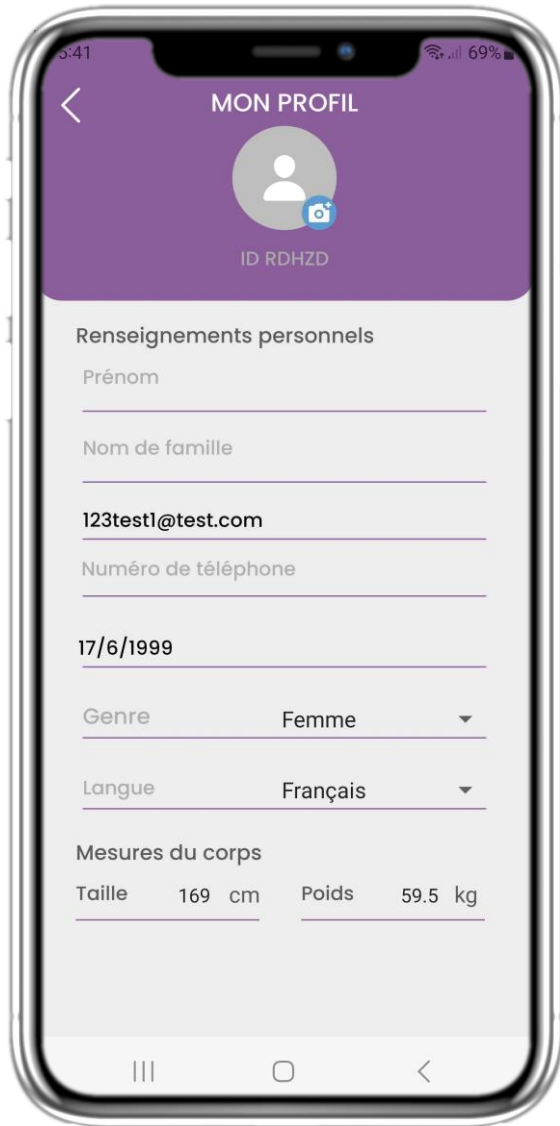 5:41 69%
MON PROFIL
ID RDHZD
Renseignements personnels
Prénom
Nom de famille
123test1@test.com
Numéro de téléphone
17/6/1999
Genre Femme
Langue Français
Mesures du corps
Taille 169 cm Poids 59.5 kg